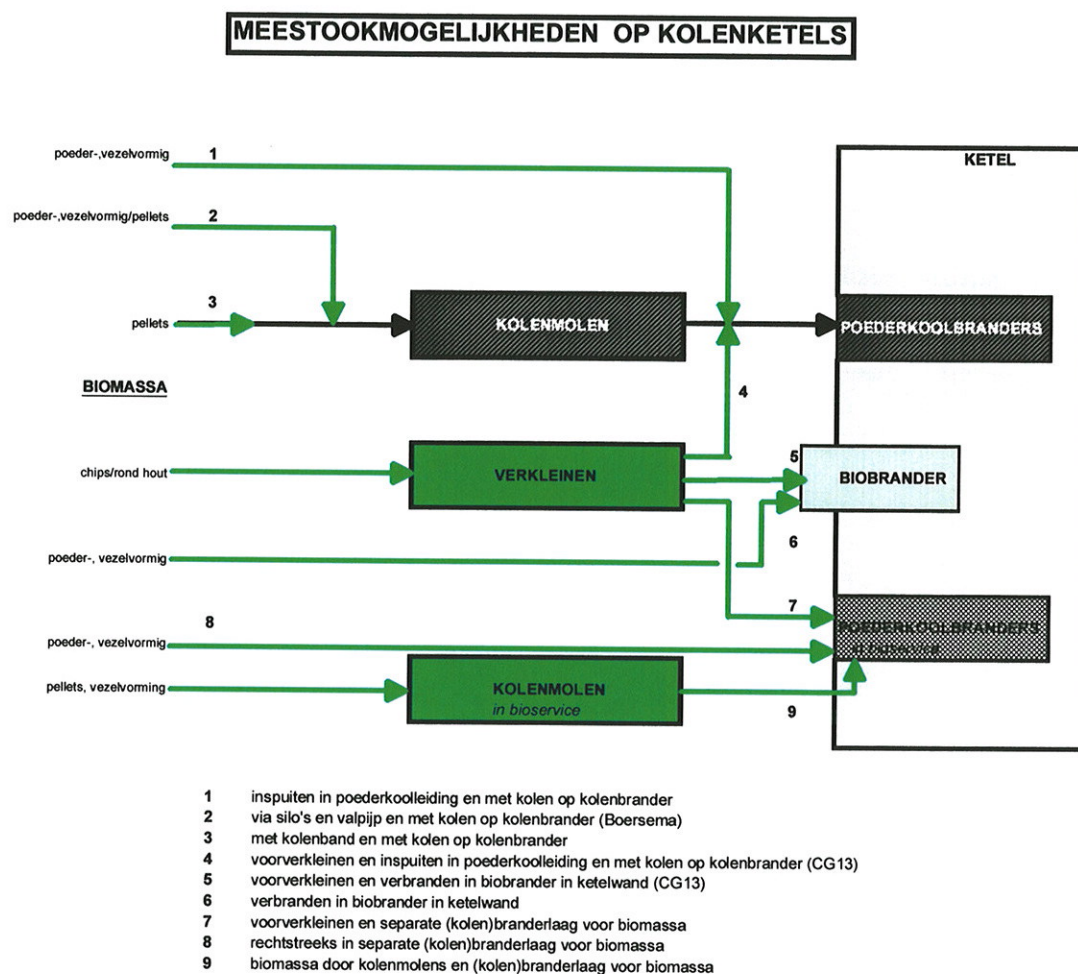 MEESTOOKMOGELIJKHEDEN OP KOLENKETELS
poeder-,vezelvormig
1
KETEL
poeder-,vezelvormig/pellets
2
3
pellets
KOLENMOLEN
POEDERKOOLBRANDERS
BIOMASSA
4
chips/rond hout
VERKLEINEN
5
BIOBRANDER
6
poeder-, vezelvormig
7
8
POEDERKOOLBRANDERS
in bioservice
poeder-, vezelvormig
pellets, vezelvorming
KOLENMOLEN
in bioservice
9
1 inspuiten in poederkoolleiding en met kolen op kolenbrander
2 via silo's en valpijp en met kolen op kolenbrander (Boersema)
3 met kolenband en met kolen op kolenbrander
4 voorverkleinen en inspuiten in poederkoolleiding en met kolen op kolenbrander (CG13)
5 voorverkleinen en verbranden in biobrander in ketelwand (CG13)
6 verbranden in biobrander in ketelwand
7 voorverkleinen en separate (kolen)branderlaag voor biomassa
8 rechtstreeks in separate (kolen)branderlaag voor biomassa
9 biomassa door kolenmolens en (kolen)branderlaag voor biomassa